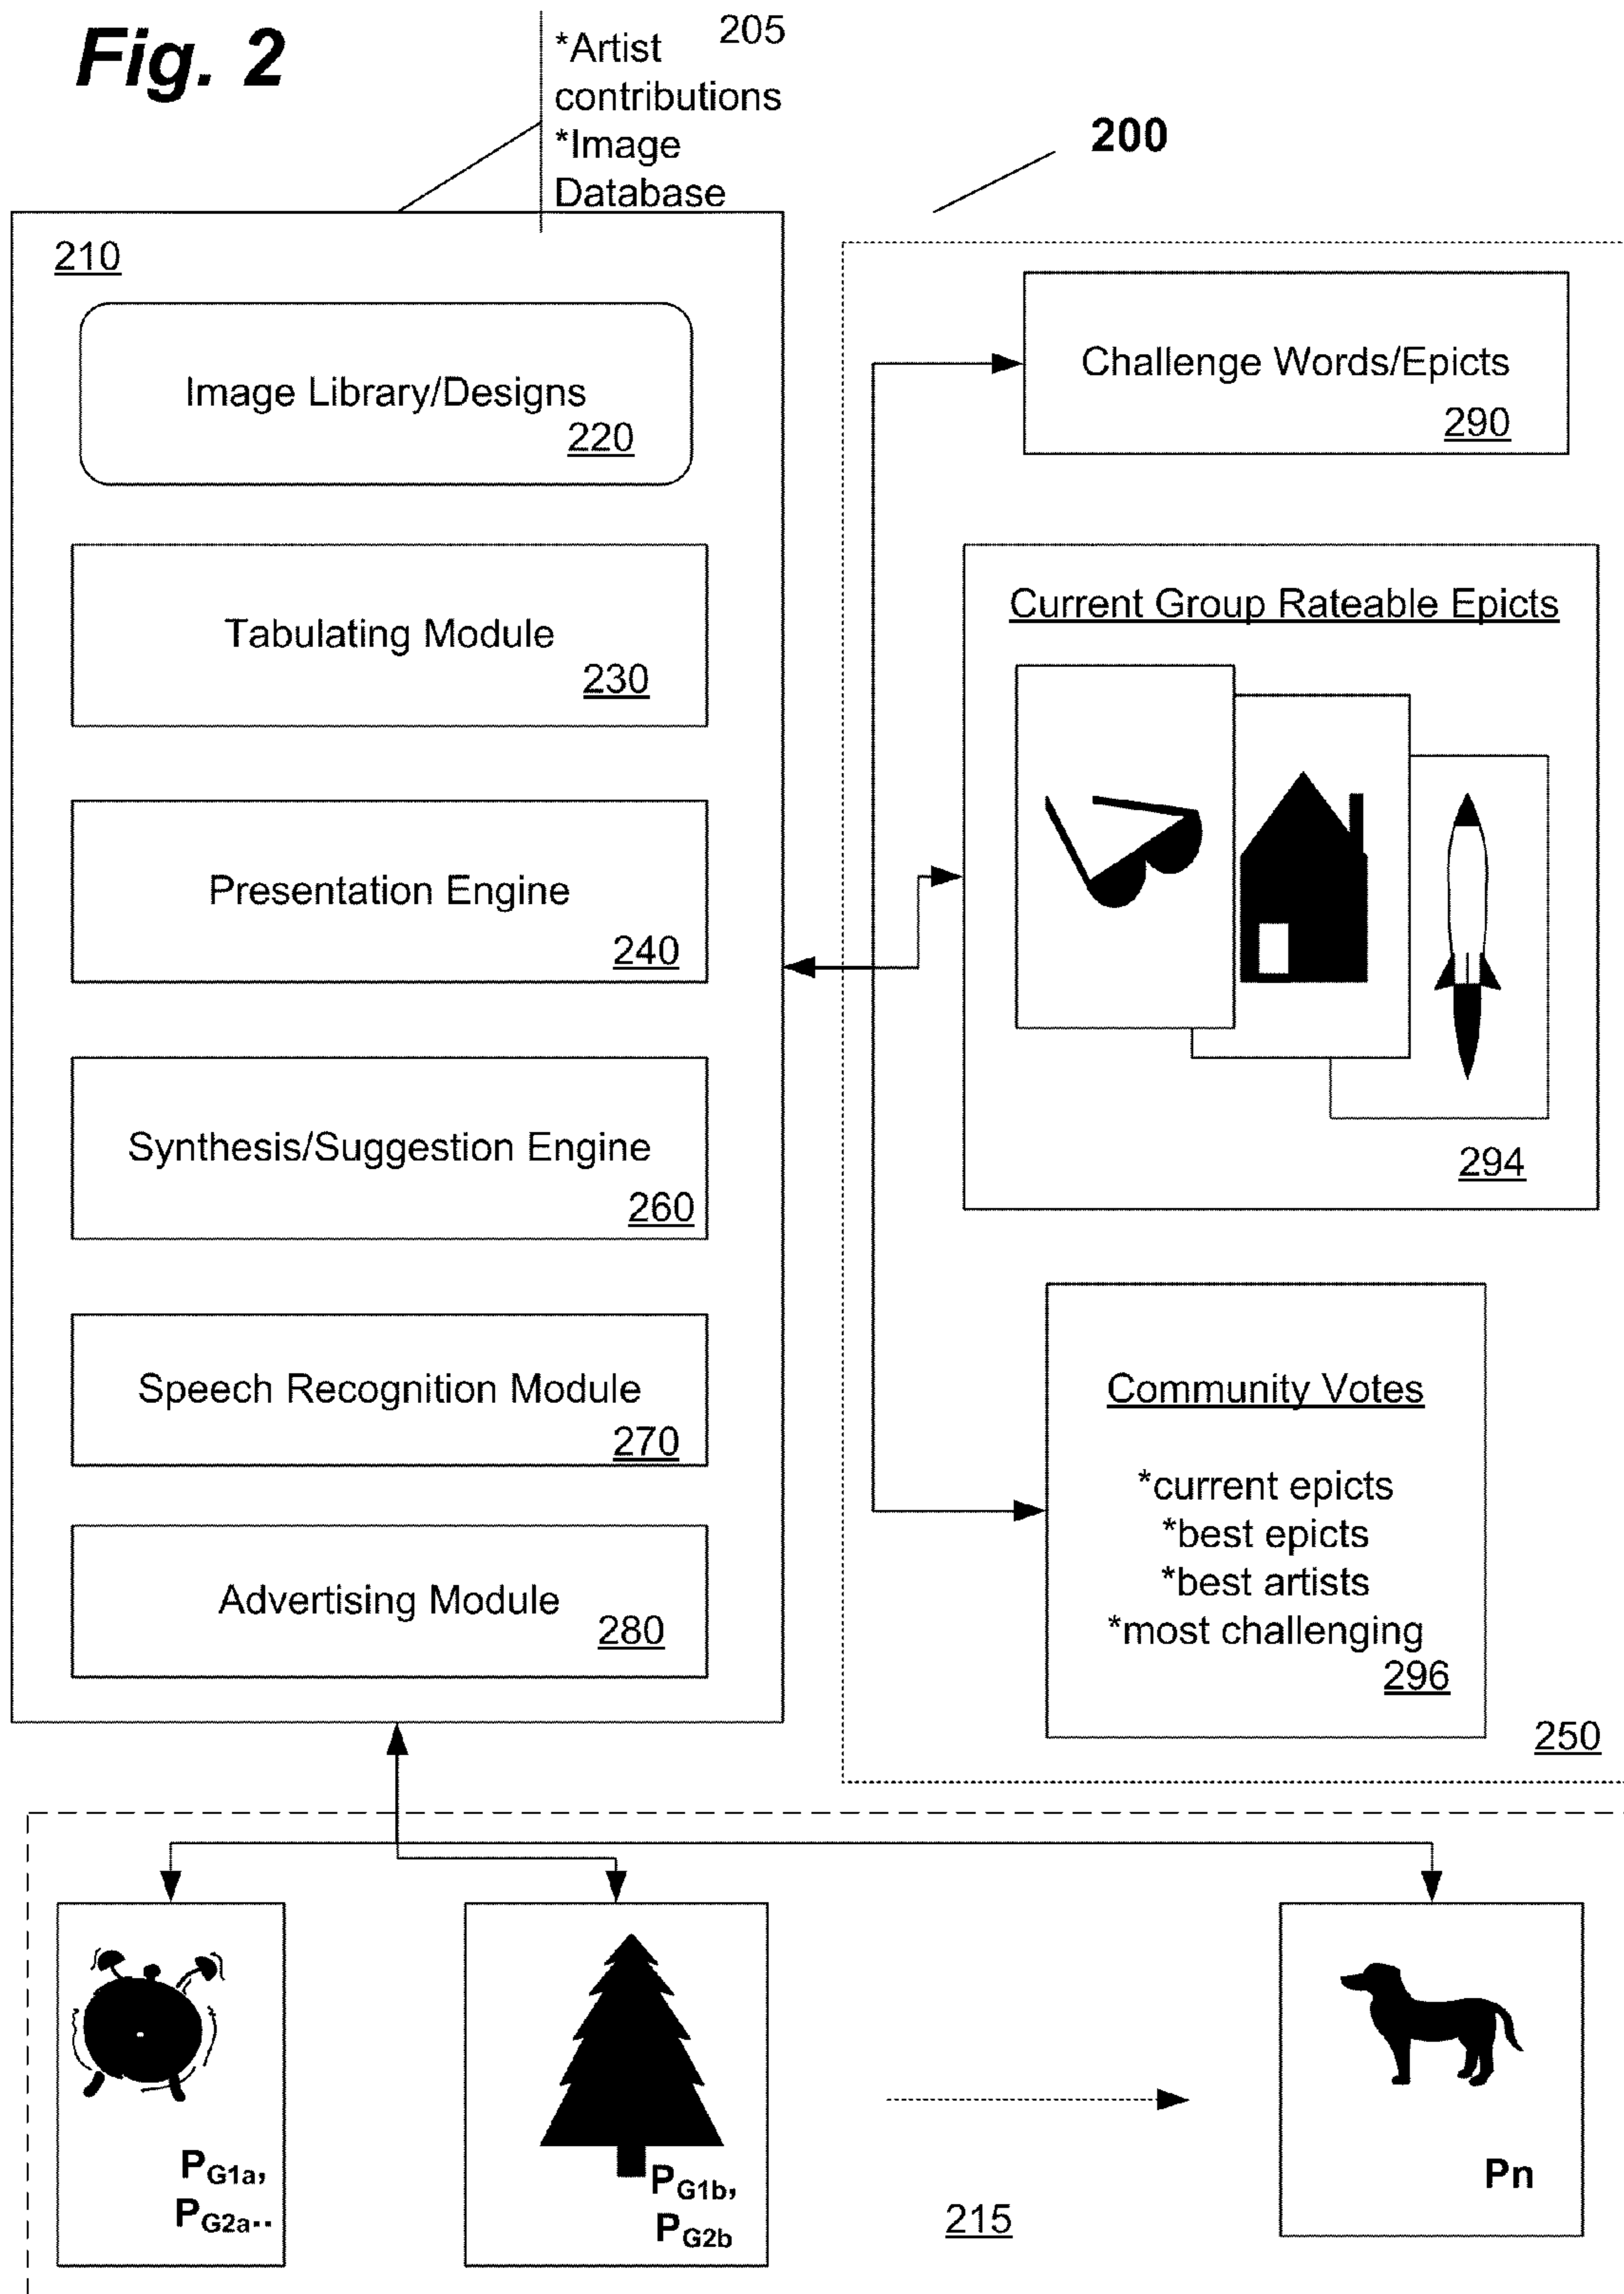 Fig. 2
205
*Artist
contributions
*Image
Database
200
210
Image Library/Designs
220
Tabulating Module
230
Presentation Engine
240
Synthesis/Suggestion Engine
260
Speech Recognition Module
270
Advertising Module
280
Challenge Words/Epicts
290
Current Group Rateable Epicts
294
Community Votes
*current epicts
*best epicts
*best artists
*most challenging
296
250
PG1a,
PG2a..
PG1b,
PG2b
215
Pn